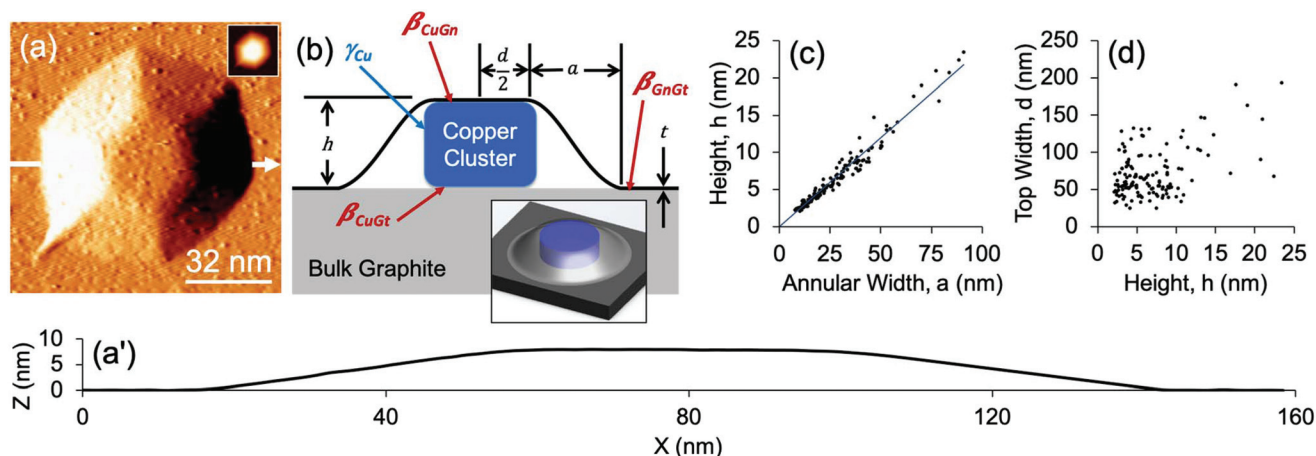 (a)
32 nm
(b)
γCu
βCuGn
d/2
a
βGnGt
h
Copper
Cluster
t
βCuGt
Bulk Graphite
(c)
Height, h (nm)
25
20
15
10
5
0
0 25 50 75 100
Annular Width, a (nm)
(d)
Top Width, d (nm)
250
200
150
100
50
0
0 5 10 15 20 25
Height, h (nm)
(a')
Z (nm)
10
5
0
0 40 80 120 160
X (nm)